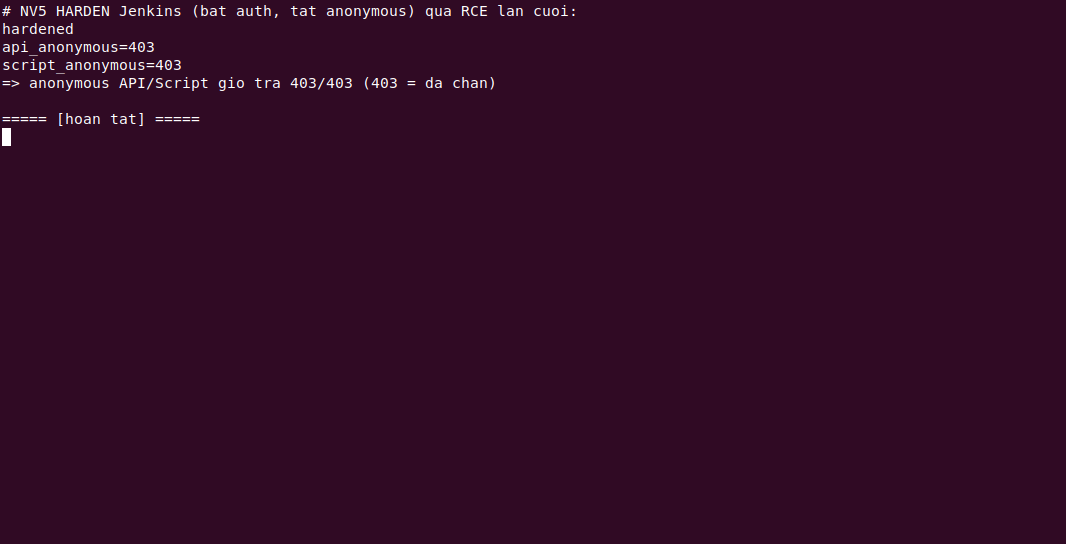 # NV5 HARDEN Jenkins (bat auth, tat anonymous) qua RCE lan cuoi:
hardened
api_anonymous=403
script_anonymous=403
=> anonymous API/Script gio tra 403/403 (403 = da chan)
===== [hoan tat] =====